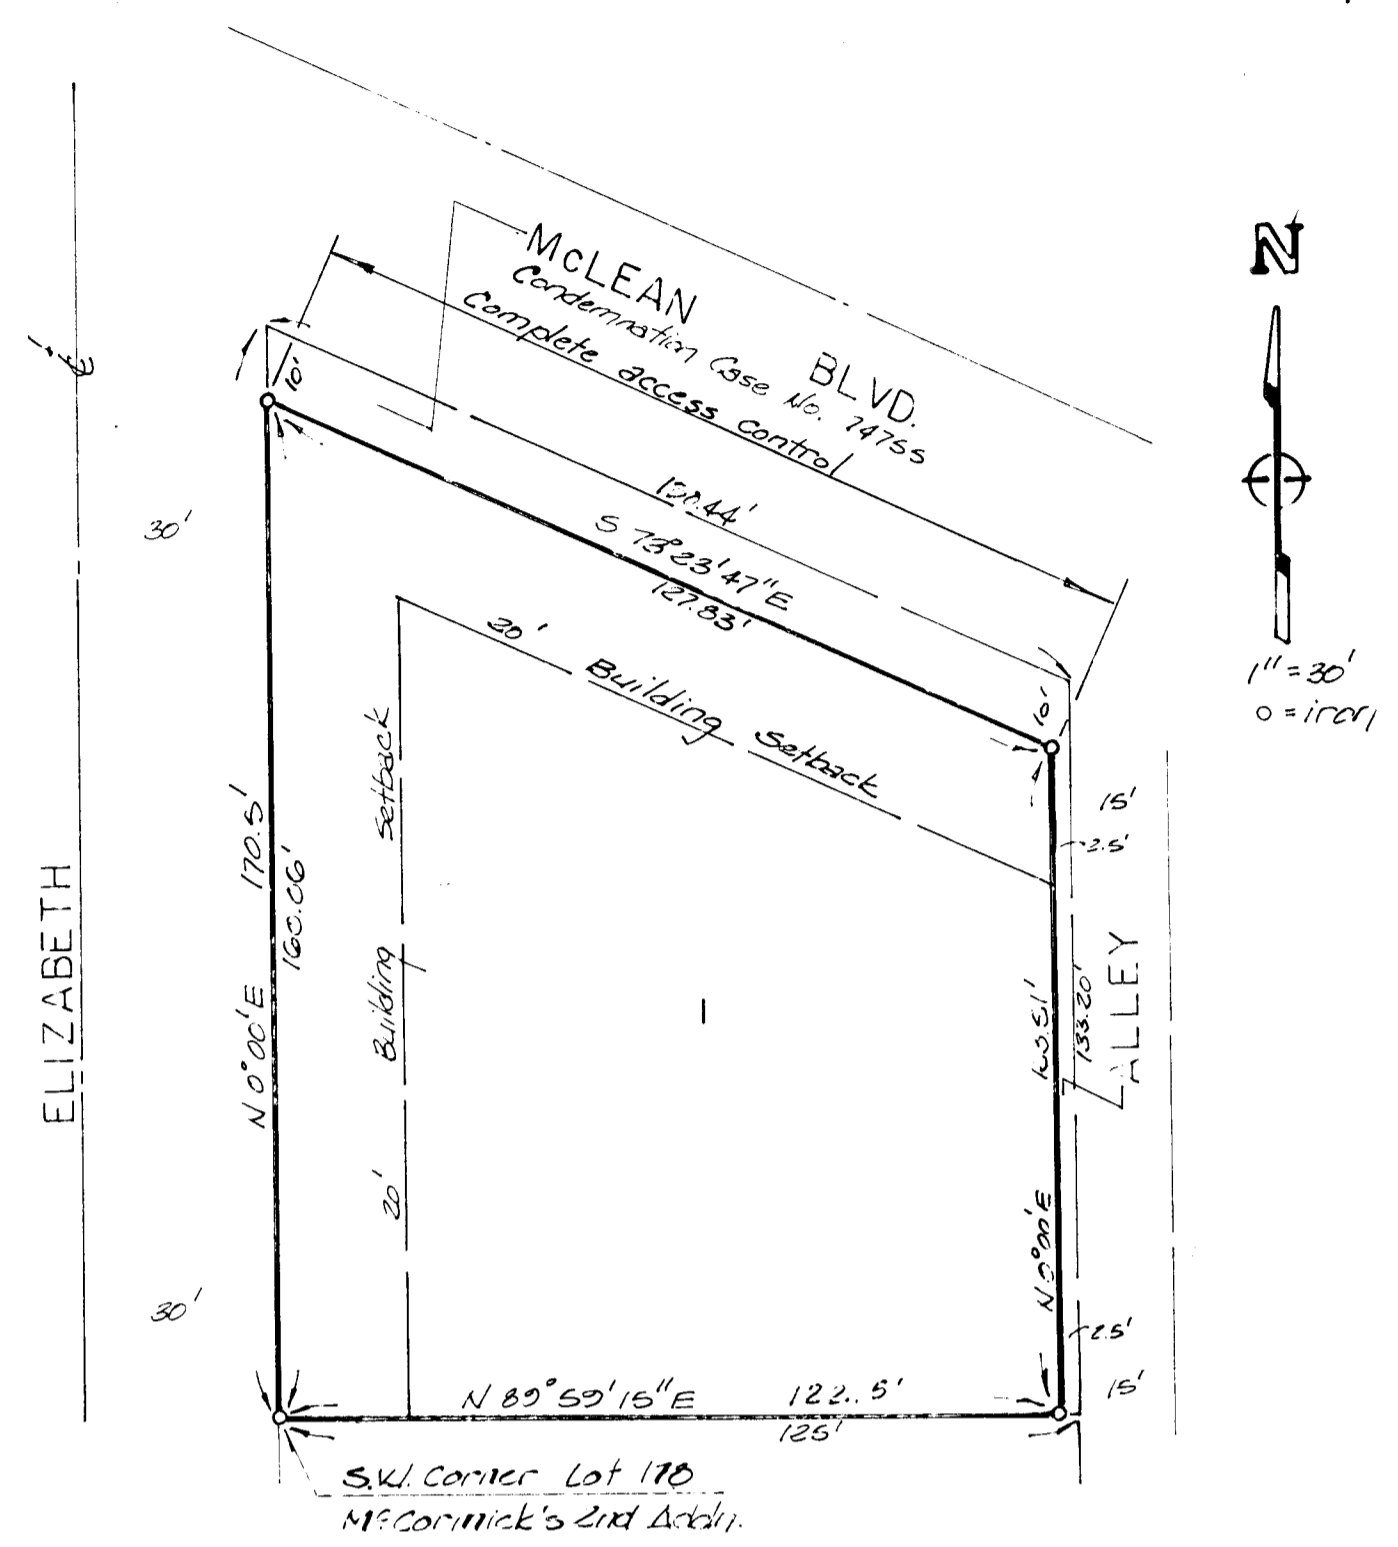 N
1" = 30'
o = iron
McLEAN BLVD.
Condemnation Case No. 74755
Complete access control
10'
S 73° 23' 47" E
127.83'
30'
20' Building Setback
10'
15'
2.5'
ELIZABETH
N 0°00' E 170.5'
160.06'
20' Building Setback
1
N 0°00' E
133.20'
ALLEY
30'
2.5'
15'
N 89° 59' 15" E 122.5'
125'
S.W. Corner Lot 178
McCormick's 2nd Addn.